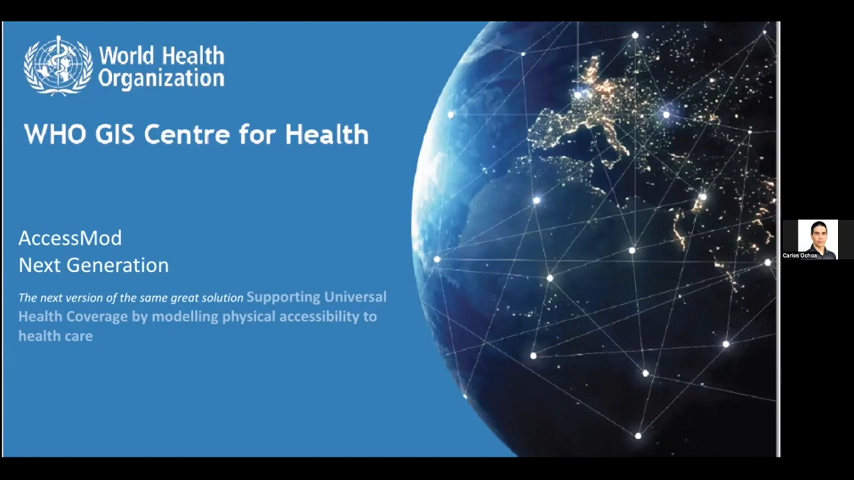 World Health
Organization
WHO GIS Centre for Health
AccessMod
Next Generation
The next version of the same great solution Supporting Universal
Health Coverage by modelling physical accessibility to
health care
Carlos Ochoa